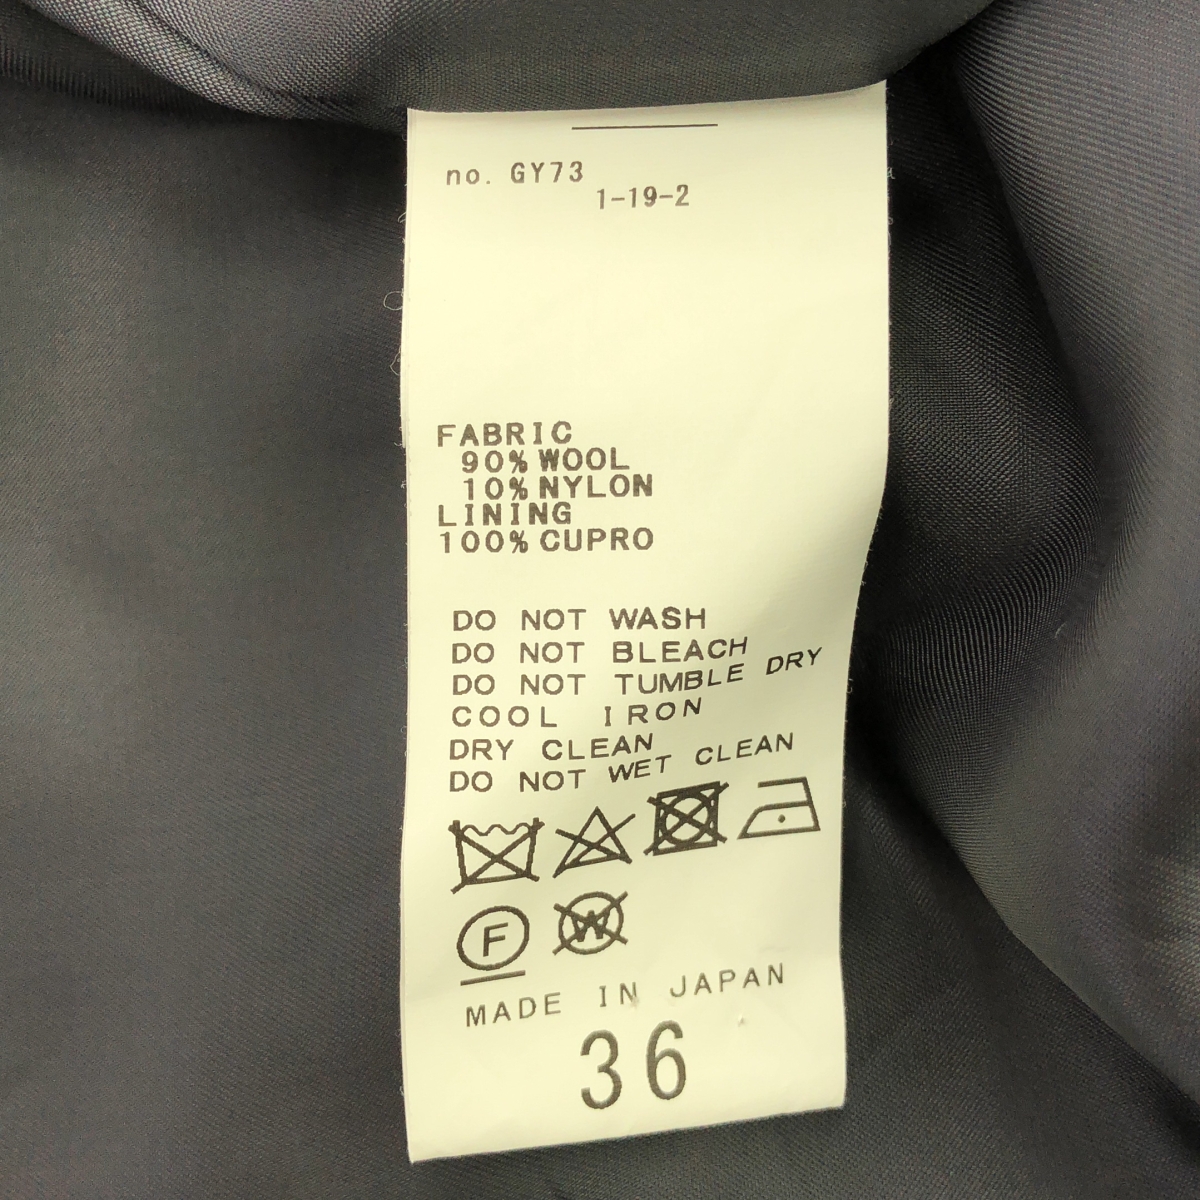 no. GY73
1-19-2
FABRIC
90% WOOL
10% NYLON
LINING
100% CUPRO
DO NOT WASH
DO NOT BLEACH
DO NOT TUMBLE DRY
COOL IRON
DRY CLEAN
DO NOT WET CLEAN
F W
MADE IN JAPAN
36